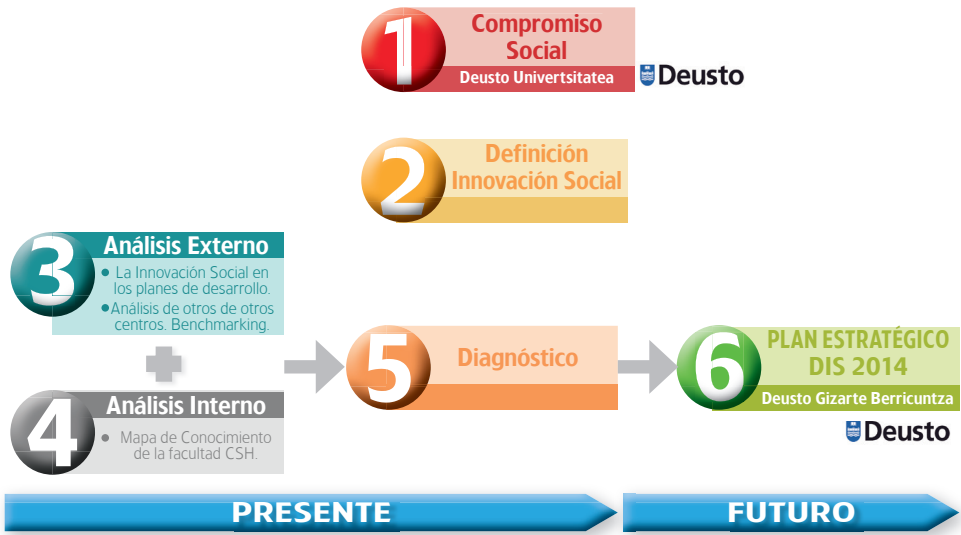 1
Compromiso
Social
Deusto Univertsitatea
Deusto
2
Definición
Innovación Social
3
Análisis Externo
• La Innovación Social en
los planes de desarrollo.
• Análisis de otros de otros
centros. Benchmarking.
4
Análisis Interno
• Mapa de Conocimiento
de la facultad CSH.
5
Diagnóstico
6
PLAN ESTRATÉGICO
DIS 2014
Deusto Gizarte Berricuntza
Deusto
PRESENTE
FUTURO